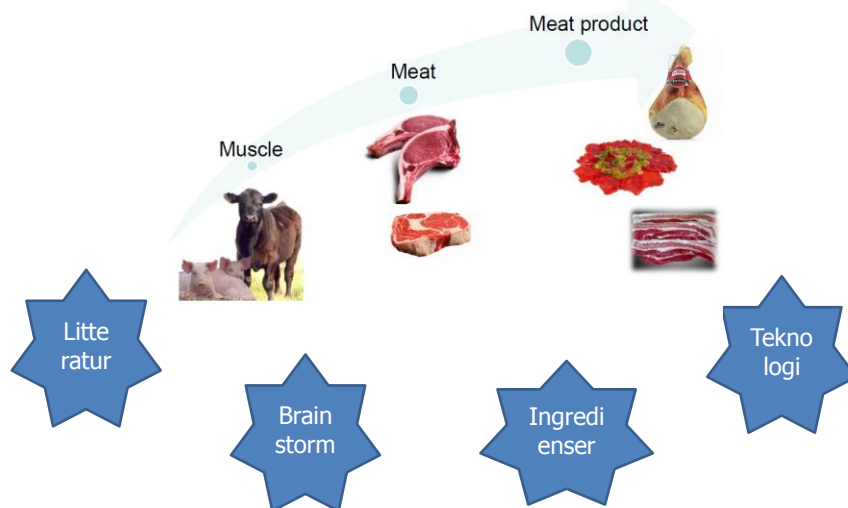 Meat product
Meat
Muscle
Litte
ratur
Tekno
logi
Brain
storm
Ingredi
enser